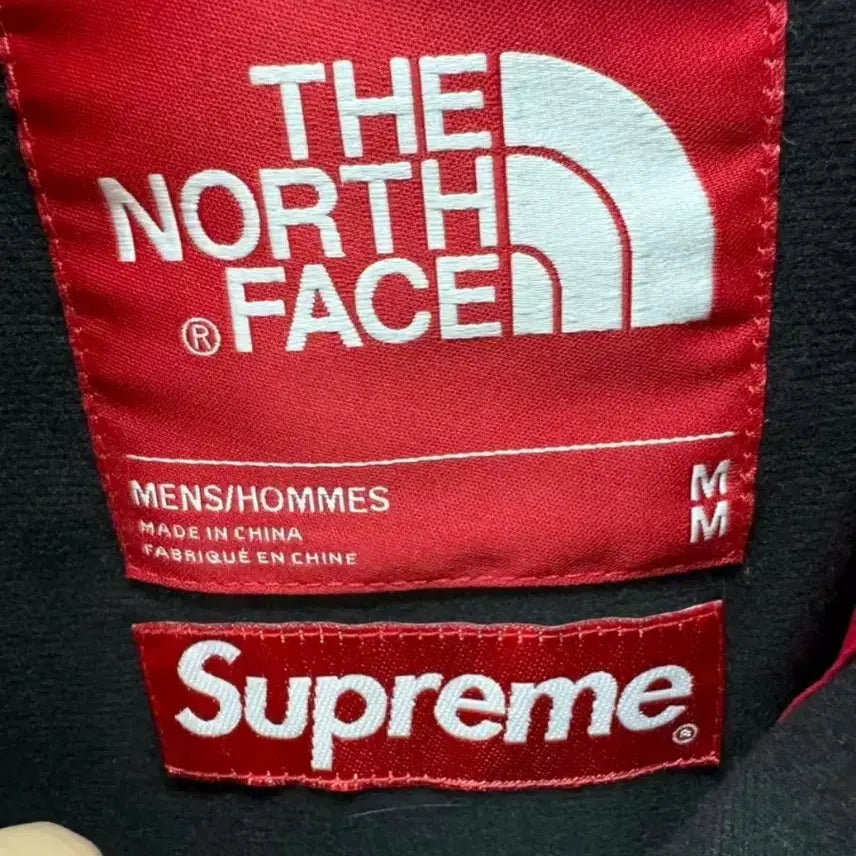 THE
NORTH
FACE
®
MENS/HOMMES
MADE IN CHINA
FABRIQUÉ EN CHINE
M
M
Supreme®